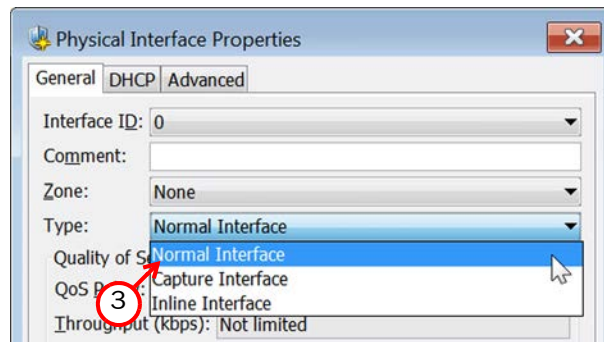 Physical Interface Properties
General DHCP Advanced
Interface ID: 0
Comment:
Zone: None
Type: Normal Interface
Quality of S
Normal Interface
QoS P
Capture Interface
3
Inline Interface
Throughput (kbps): Not limited